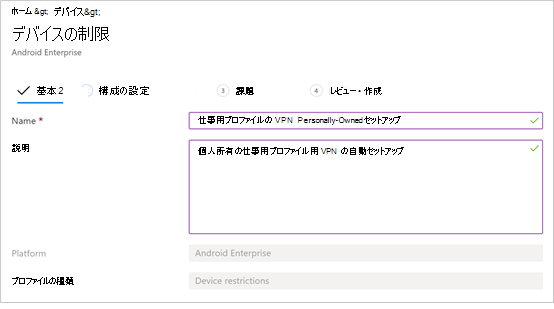 ホーム &gt; デバイス&gt;
デバイスの制限
Android Enterprise
基本 2 構成の設定 3 課題 4 レビュー・作成
Name * 仕事用プロファイルの VPN Personally-Ownedセットアップ
説明 個人所有の仕事用プロファイル用 VPN の自動セットアップ
Platform Android Enterprise
プロファイルの種類 Device restrictions